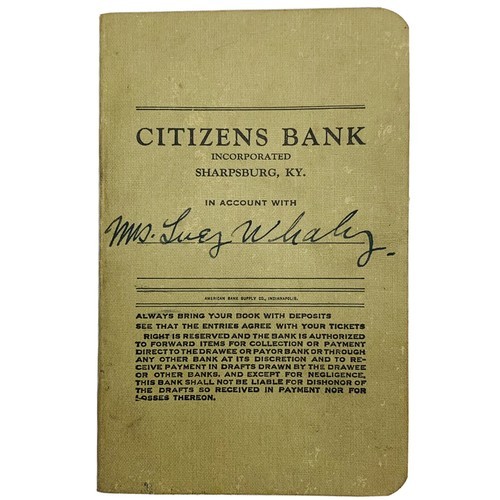 CITIZENS BANK
INCORPORATED
SHARPSBURG, KY.
IN ACCOUNT WITH
Mrs. Lucy Whaley.
AMERICAN BANK SUPPLY CO., INDIANAPOLIS.
ALWAYS BRING YOUR BOOK WITH DEPOSITS
SEE THAT THE ENTRIES AGREE WITH YOUR TICKETS
RIGHT IS RESERVED AND THE BANK IS AUTHORIZED
TO FORWARD ITEMS FOR COLLECTION OR PAYMENT
DIRECT TO THE DRAWEE OR PAYOR BANK OR THROUGH
ANY OTHER BANK AT ITS DISCRETION AND TO RE-
CEIVE PAYMENT IN DRAFTS DRAWN BY THE DRAWEE
OR OTHER BANKS, AND EXCEPT FOR NEGLIGENCE,
THIS BANK SHALL NOT BE LIABLE FOR DISHONOR OF
THE DRAFTS SO RECEIVED IN PAYMENT NOR FOR
LOSSES THEREON.